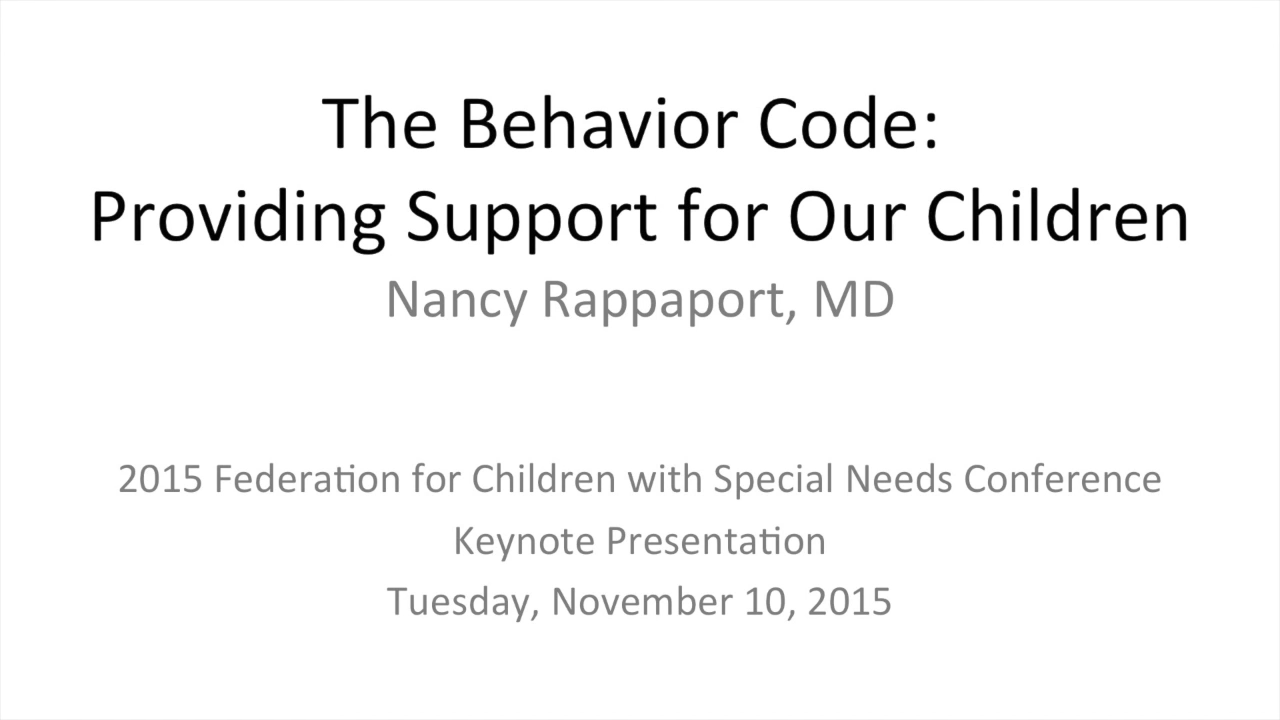 The Behavior Code:
Providing Support for Our Children
Nancy Rappaport, MD
2015 Federation for Children with Special Needs Conference
Keynote Presentation
Tuesday, November 10, 2015